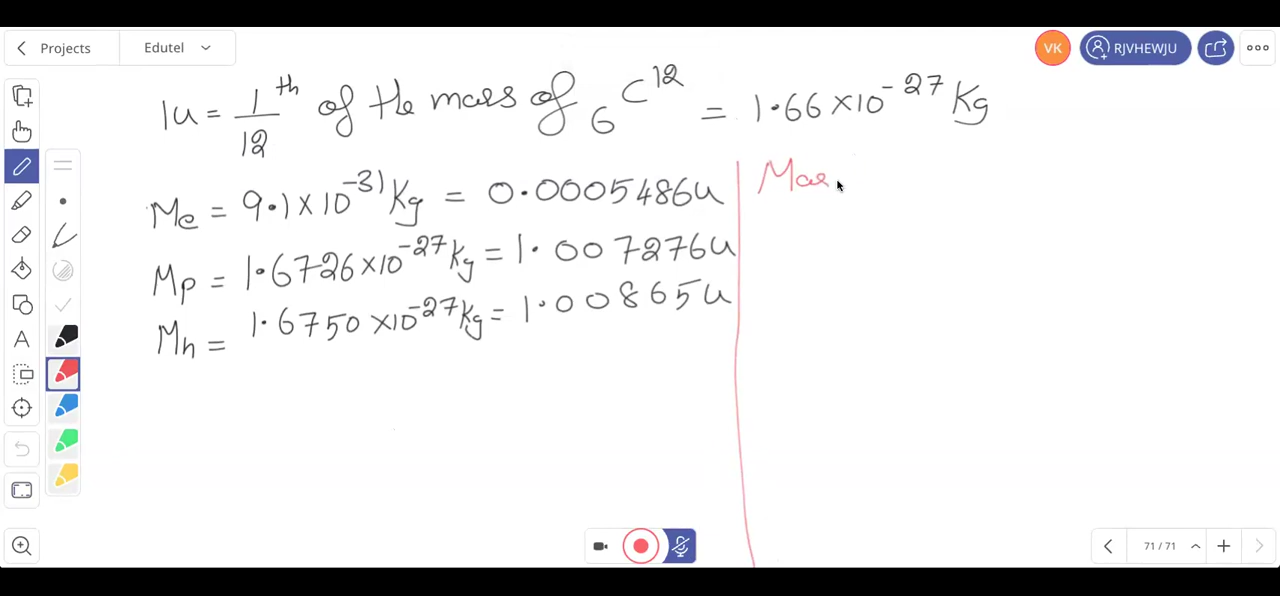 Projects
Edutel
VK
RJVHEWJU
1u = 1/12 th of the mass of ₆C¹² = 1.66 × 10⁻²⁷ Kg
Me = 9.1 × 10⁻³¹ Kg = 0.0005486u
Mas
Mp = 1.6726 × 10⁻²⁷ Kg = 1.007276u
Mn = 1.6750 × 10⁻²⁷ Kg = 1.00865u
A
71 / 71